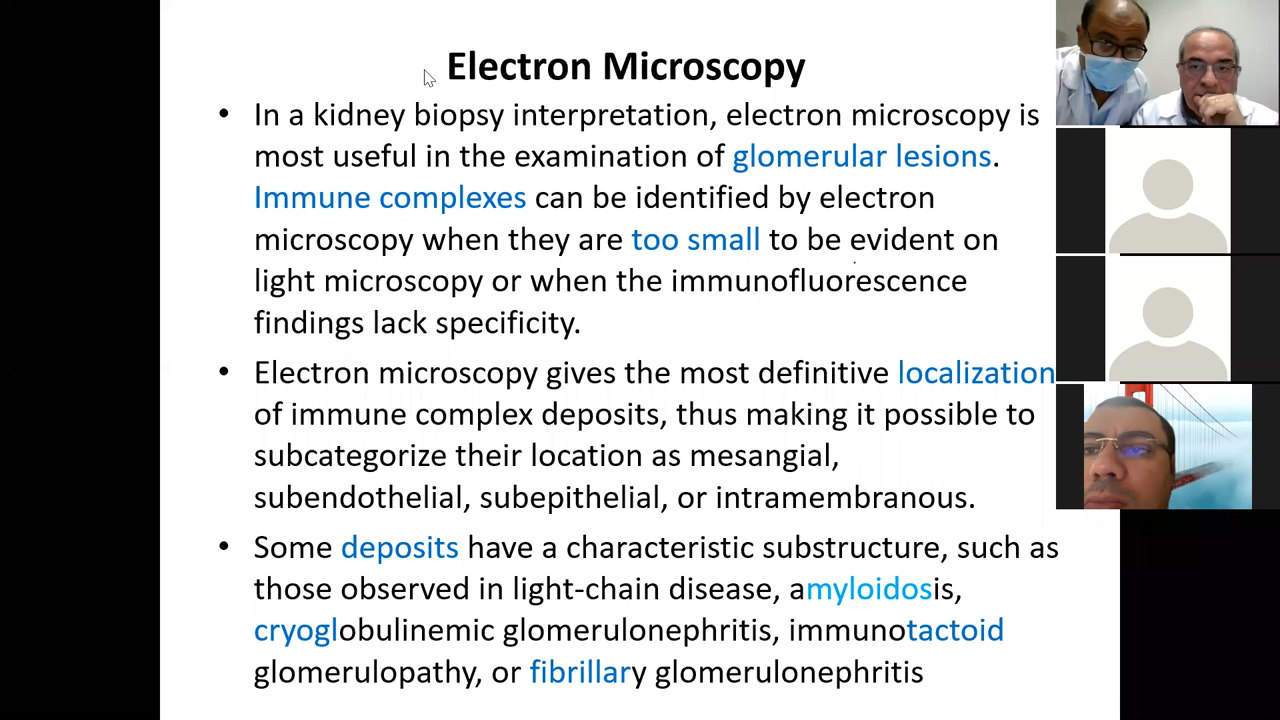 Electron Microscopy
• In a kidney biopsy interpretation, electron microscopy is
most useful in the examination of glomerular lesions.
Immune complexes can be identified by electron
microscopy when they are too small to be evident on
light microscopy or when the immunofluorescence
findings lack specificity.
• Electron microscopy gives the most definitive localization
of immune complex deposits, thus making it possible to
subcategorize their location as mesangial,
subendothelial, subepithelial, or intramembranous.
• Some deposits have a characteristic substructure, such as
those observed in light-chain disease, amyloidosis,
cryoglobulinemic glomerulonephritis, immunotactoid
glomerulopathy, or fibrillary glomerulonephritis